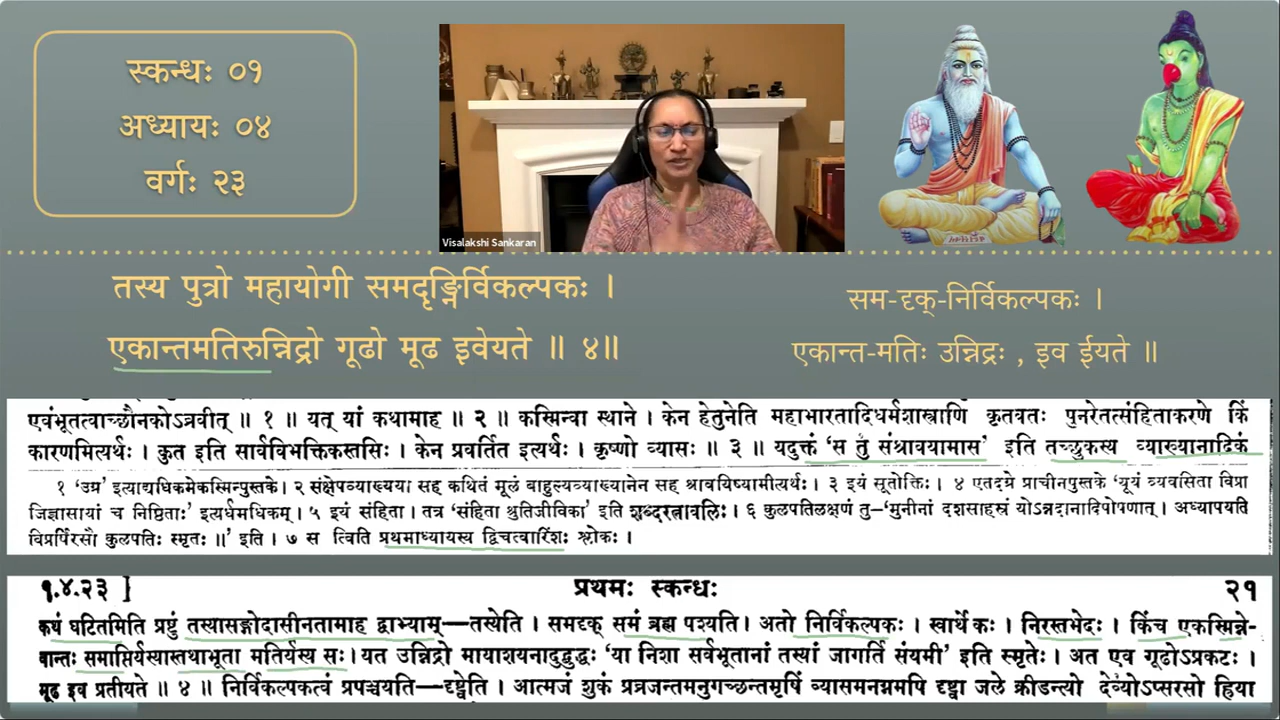 स्कन्धः ०१
अध्यायः ०४
वर्गः २३
Visalakshi Sankaran
तस्य पुत्रो महायोगी समदृङ्निर्विकल्पकः ।
एकान्तमतिरुन्निद्रो गूढो मूढ इवेयते ॥ ४॥
सम-दृक्-निर्विकल्पकः ।
एकान्त-मतिः उन्निद्रः , इव ईयते ॥
एवंभूतत्वाच्छौनकोऽब्रवीत् ॥ १ ॥ यत् यां कथामाह ॥ २ ॥ कस्मिन्वा स्थाने । केन हेतुनेति महाभारतादिधर्मशास्त्राणि कृतवतः पुनरेतत्संहिताकरणे किं
कारणमित्यर्थः । कुत इति सार्वविभक्तिकस्तसिः । केन प्रवर्तित इत्यर्थः । कृष्णो व्यासः ॥ ३ ॥ यदुक्तं ‘स तु संश्रावयामास’ इति तच्छुकस्य व्याख्यानादिकं
१ ‘उग्र’ इत्याद्यधिकमेकस्मिन्पुस्तके । २ संक्षेपव्याख्यया सह कथितं मूलं बाहुल्यव्याख्यानेन सह श्रावयिष्यामीत्यर्थः । ३ इयं सूतोक्तिः । ४ एतदग्रे प्राचीनपुस्तके ‘यूयं व्यवसिता विप्रा
जिज्ञासायां च निष्ठिताः’ इत्यर्धमधिकम् । ५ इयं संहिता । तत्र ‘संहिता श्रुतिजीविका’ इति शब्दरत्नावलिः । ६ कुलपतिलक्षणं तु–‘मुनीनां दशसाहस्रं योऽन्नदानादिपोषणात् । अध्यापयति
विप्रर्षिरसौ कुलपतिः स्मृतः ॥’ इति । ७ स त्विति प्रथमाध्यायस्य द्विचत्वारिंशः श्लोकः ।
१.४.२३ ] प्रथमः स्कन्धः २१
कथं घटितमिति प्रष्टुं तस्यासङ्गोदासीनतामाह द्वाभ्याम्—तस्येति । समदृक् समं ब्रह्म पश्यति । अतो निर्विकल्पकः । स्वार्थे कः । निरस्तभेदः । किंच एकस्मिन्ने-
वान्तः समाप्तिर्यस्यास्तथाभूता मतिर्यस्य सः । यत उन्निद्रो मायाशयनादुद्बुद्धः ‘या निशा सर्वभूतानां तस्यां जागर्ति संयमी’ इति स्मृतेः । अत एव गूढोऽप्रकटः ।
मूढ इव प्रतीयते ॥ ४ ॥ निर्विकल्पकत्वं प्रपञ्चयति—दृष्ट्वेति । आत्मजं शुकं प्रव्रजन्तमनुगच्छन्तमृषिं व्यासमनग्नमपि दृष्ट्वा जले क्रीडन्त्यो देव्योऽप्सरसो ह्रिया